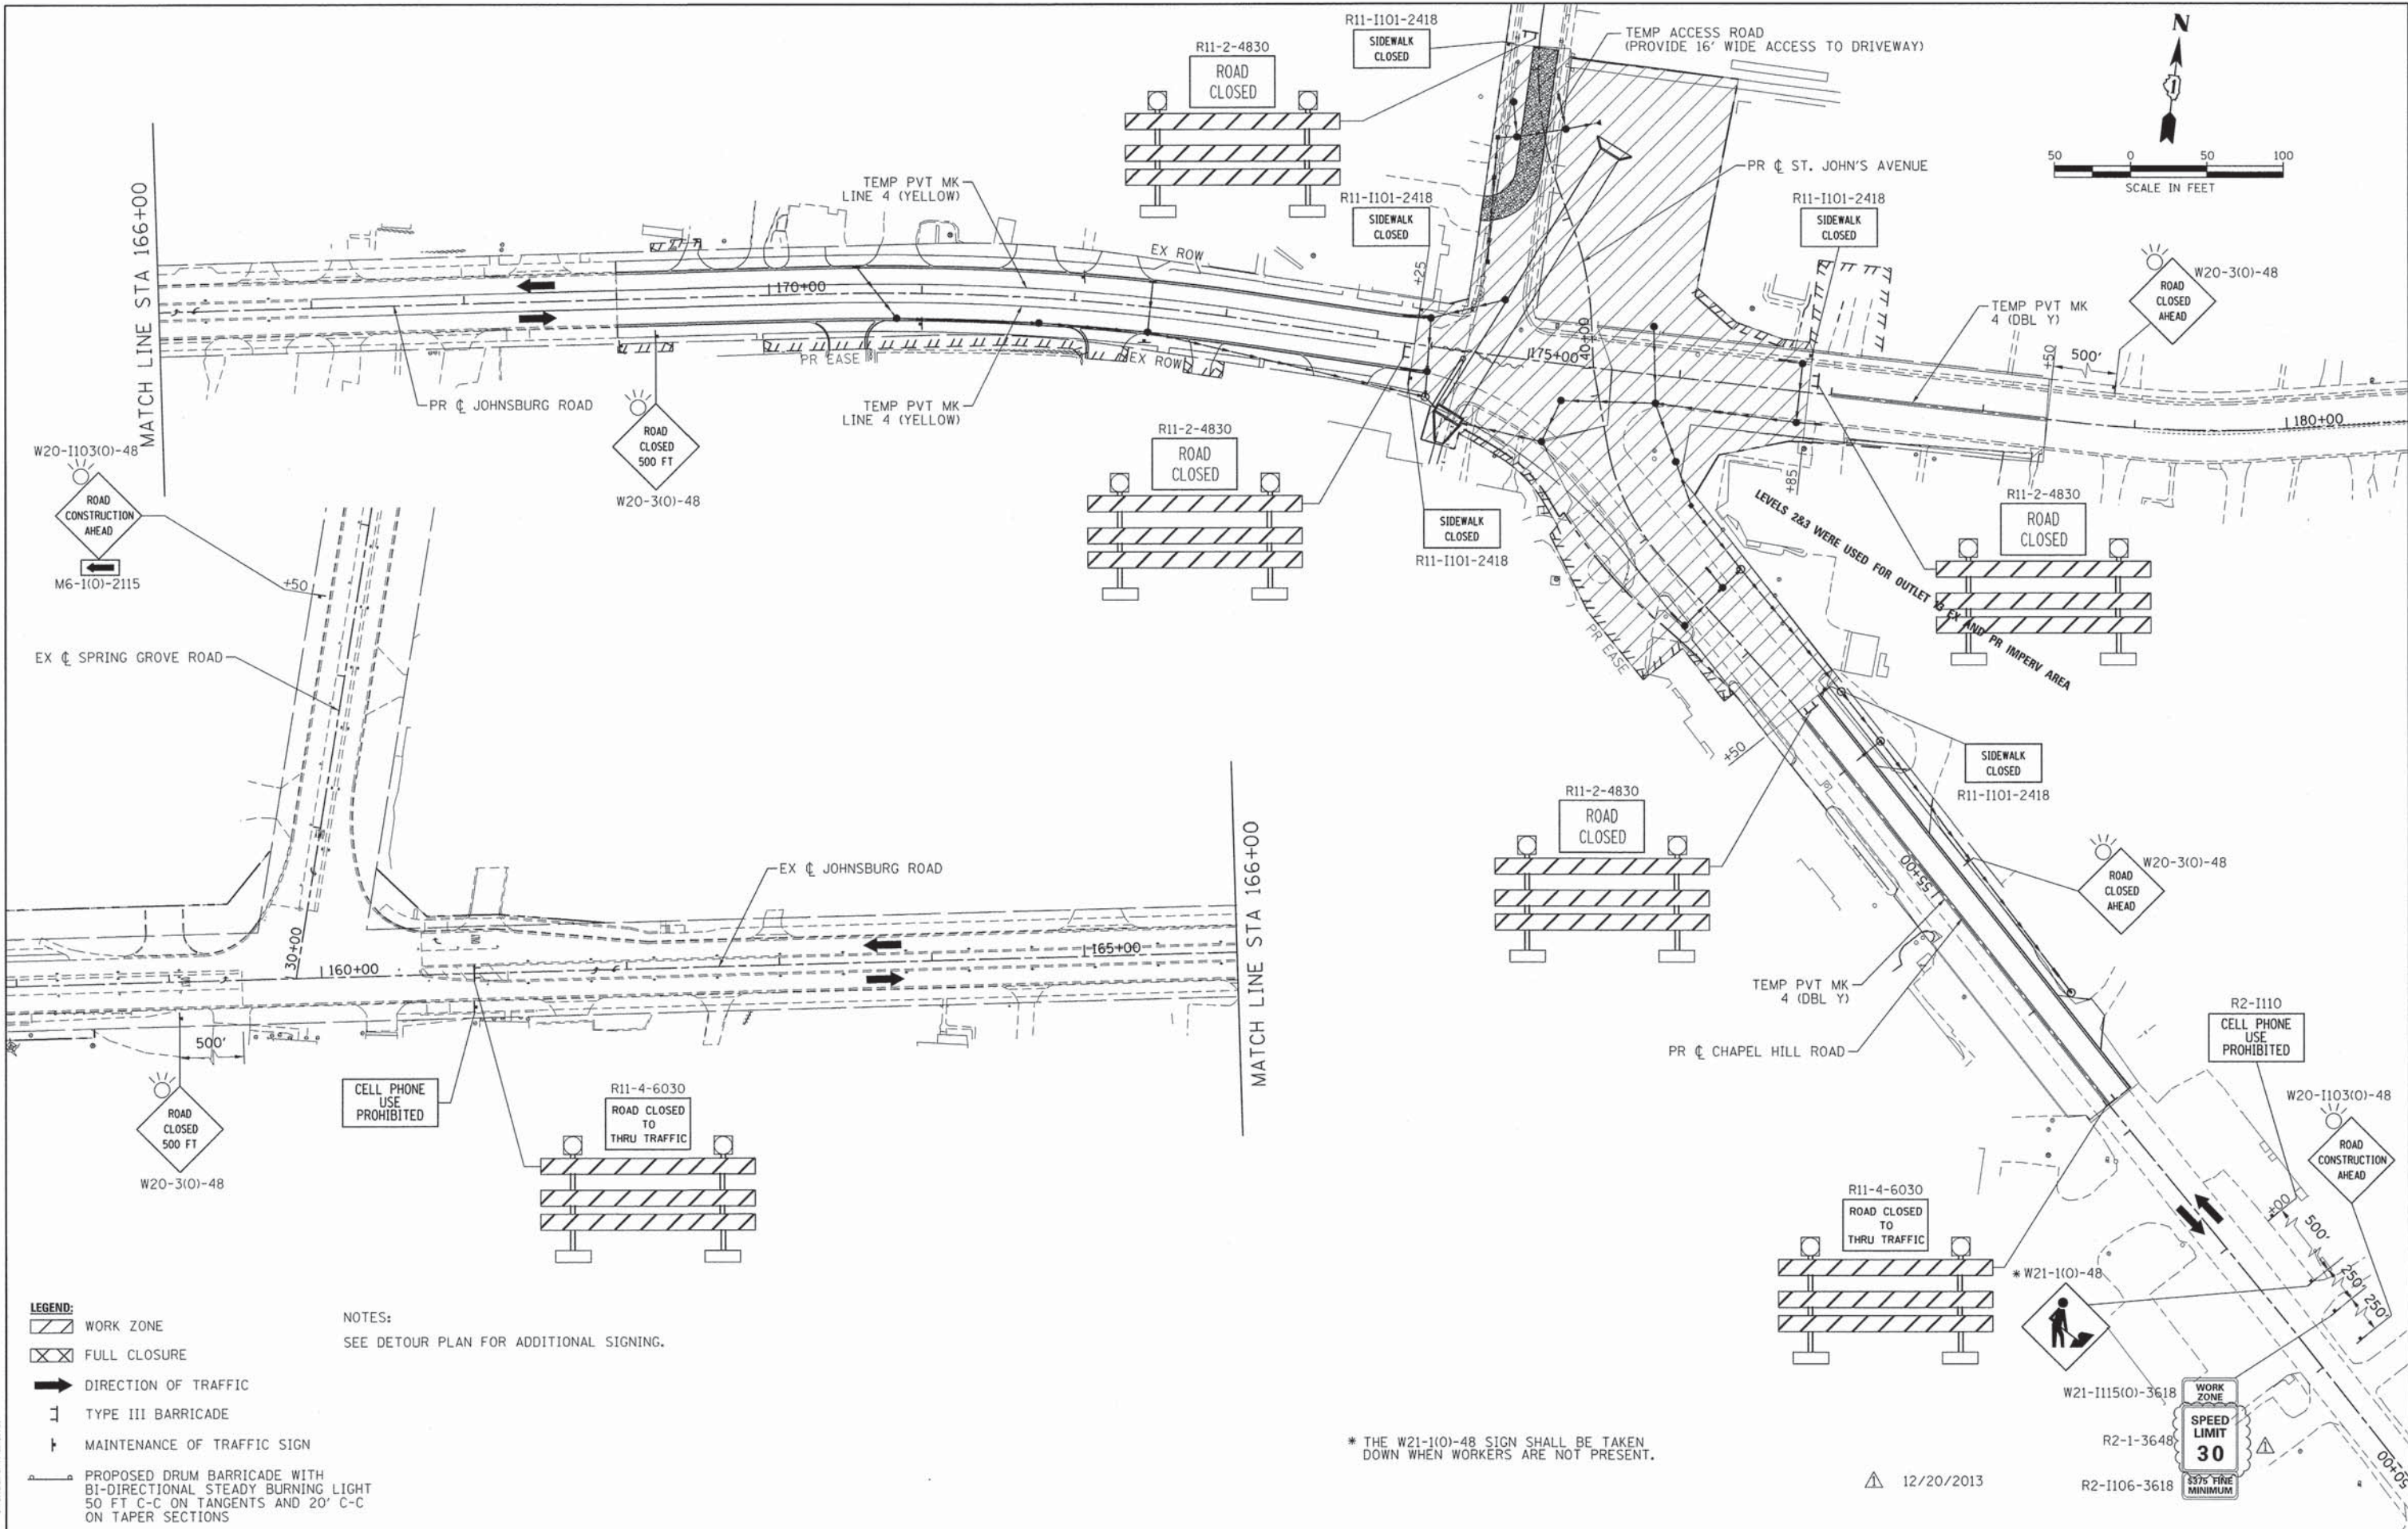 R11-I101-2418
SIDEWALK
CLOSED
R11-2-4830
ROAD
CLOSED
TEMP ACCESS ROAD
(PROVIDE 16' WIDE ACCESS TO DRIVEWAY)
N
50 0 50 100
SCALE IN FEET
PR ℄ ST. JOHN'S AVENUE
MATCH LINE STA 166+00
TEMP PVT MK
LINE 4 (YELLOW)
R11-I101-2418
SIDEWALK
CLOSED
R11-I101-2418
SIDEWALK
CLOSED
W20-3(O)-48
ROAD
CLOSED
AHEAD
EX ROW
+25
170+00
TEMP PVT MK
4 (DBL Y)
+50
500'
175+00
40+00
180+00
PR EASE
EX ROW
PR ℄ JOHNSBURG ROAD
TEMP PVT MK
LINE 4 (YELLOW)
ROAD
CLOSED
500 FT
W20-3(O)-48
W20-I103(O)-48
ROAD
CONSTRUCTION
AHEAD
M6-1(O)-2115
+50
EX ℄ SPRING GROVE ROAD
R11-2-4830
ROAD
CLOSED
SIDEWALK
CLOSED
R11-I101-2418
+85
R11-2-4830
ROAD
CLOSED
PR EASE
+50
SIDEWALK
CLOSED
R11-I101-2418
R11-2-4830
ROAD
CLOSED
W20-3(O)-48
ROAD
CLOSED
AHEAD
55+00
TEMP PVT MK
4 (DBL Y)
PR ℄ CHAPEL HILL ROAD
EX ℄ JOHNSBURG ROAD
MATCH LINE STA 166+00
30+00
160+00
165+00
500'
ROAD
CLOSED
500 FT
W20-3(O)-48
CELL PHONE
USE
PROHIBITED
R11-4-6030
ROAD CLOSED
TO
THRU TRAFFIC
R2-I110
CELL PHONE
USE
PROHIBITED
W20-I103(O)-48
ROAD
CONSTRUCTION
AHEAD
+00
500'
250'
250'
R11-4-6030
ROAD CLOSED
TO
THRU TRAFFIC
* W21-1(O)-48
W21-I115(O)-3618
WORK
ZONE
R2-1-3648
SPEED
LIMIT
30
1
R2-I106-3618
$375 FINE
MINIMUM
50+00
LEGEND:
WORK ZONE
FULL CLOSURE
DIRECTION OF TRAFFIC
TYPE III BARRICADE
MAINTENANCE OF TRAFFIC SIGN
PROPOSED DRUM BARRICADE WITH
BI-DIRECTIONAL STEADY BURNING LIGHT
50 FT C-C ON TANGENTS AND 20' C-C
ON TAPER SECTIONS
NOTES:
SEE DETOUR PLAN FOR ADDITIONAL SIGNING.
* THE W21-1(O)-48 SIGN SHALL BE TAKEN
DOWN WHEN WORKERS ARE NOT PRESENT.
1 12/20/2013
LEVELS 2&3 WERE USED FOR OUTLET EX AND PR IMPERV AREA